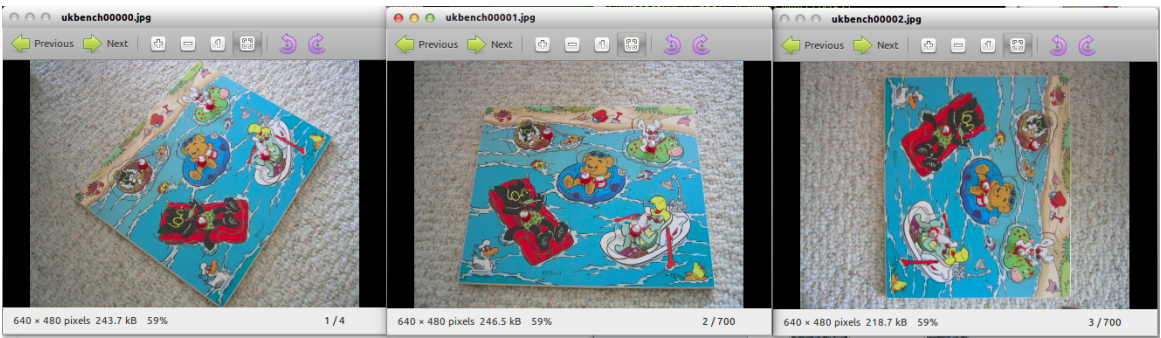 ukbench00000.jpg
Previous Next
640 × 480 pixels 243.7 kB 59% 1 / 4
ukbench00001.jpg
Previous Next
640 × 480 pixels 246.5 kB 59% 2 / 700
ukbench00002.jpg
Previous Next
640 × 480 pixels 218.7 kB 59% 3 / 700